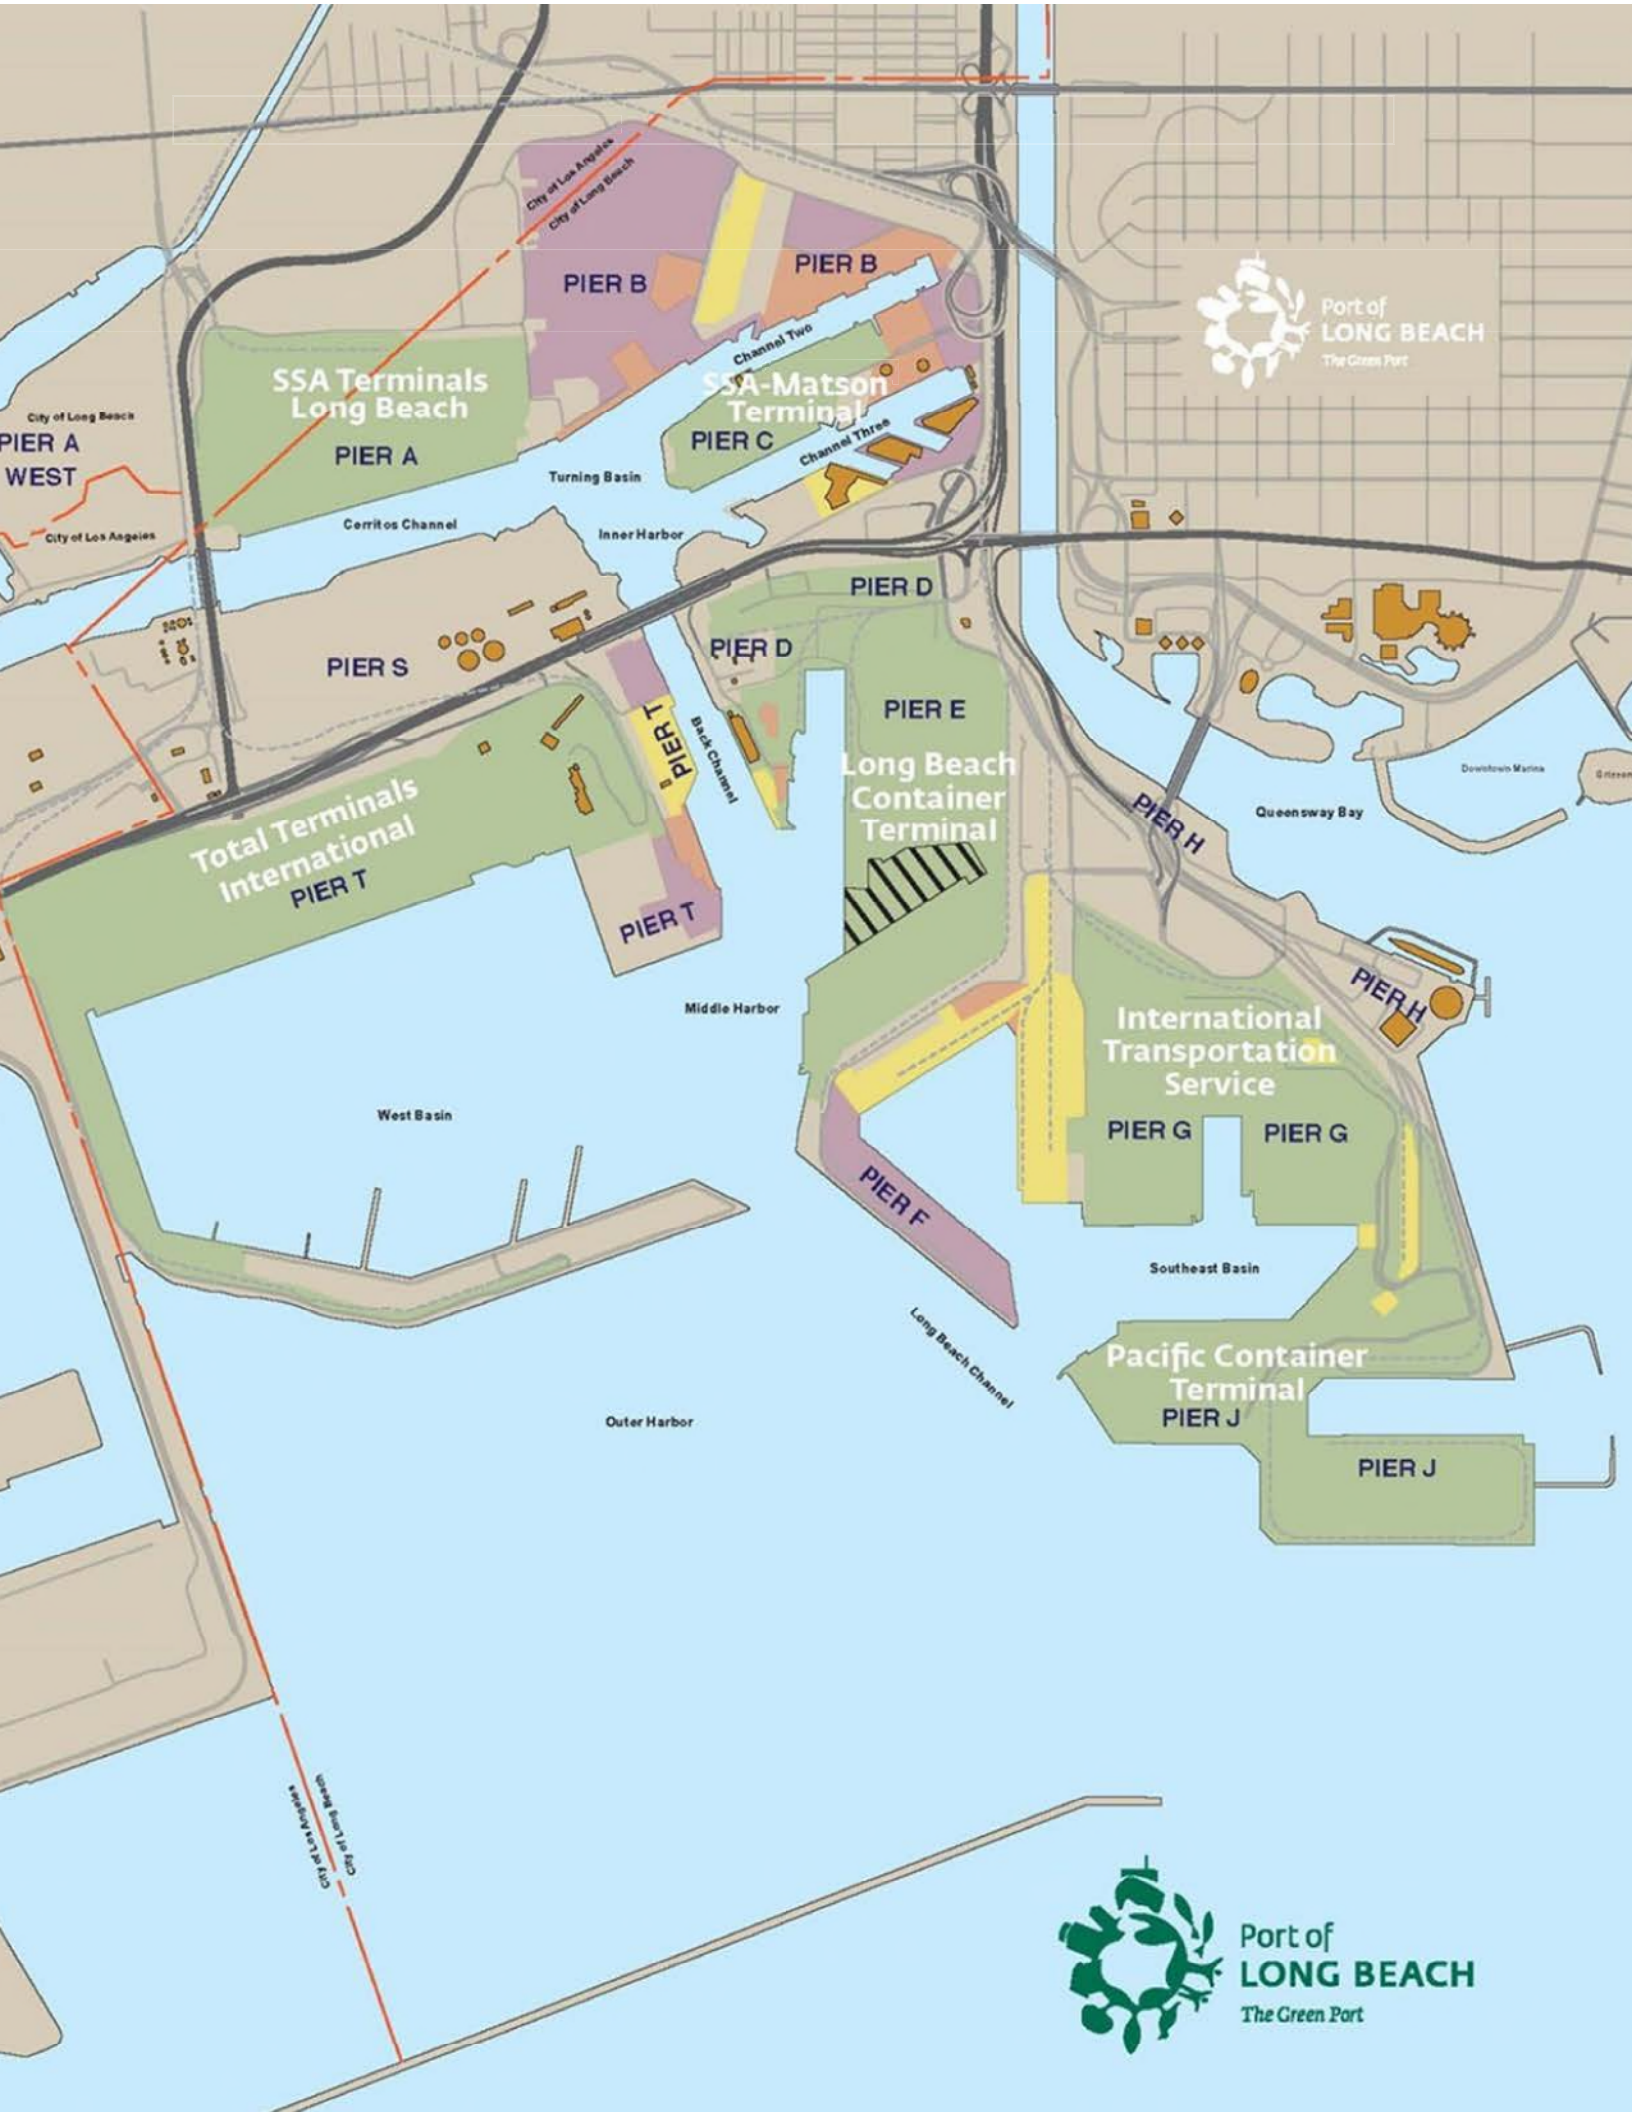 City of Los Angeles
City of Long Beach
PIER B
PIER B
Port of
LONG BEACH
The Green Port
Channel Two
SSA Terminals
Long Beach
PIER A
SSA-Matson
Terminal
PIER C
Channel Three
City of Long Beach
PIER A
WEST
City of Los Angeles
Turning Basin
Cerritos Channel
Inner Harbor
PIER D
PIER D
PIER S
PIER E
PIER T
Back Channel
Long Beach
Container
Terminal
Downtown Marina
Queensway Bay
PIER H
Total Terminals
International
PIER T
PIER T
PIER H
Middle Harbor
International
Transportation
Service
West Basin
PIER G
PIER G
PIER F
Southeast Basin
Long Beach Channel
Pacific Container
Terminal
PIER J
Outer Harbor
PIER J
City of Los Angeles
City of Long Beach
Port of
LONG BEACH
The Green Port